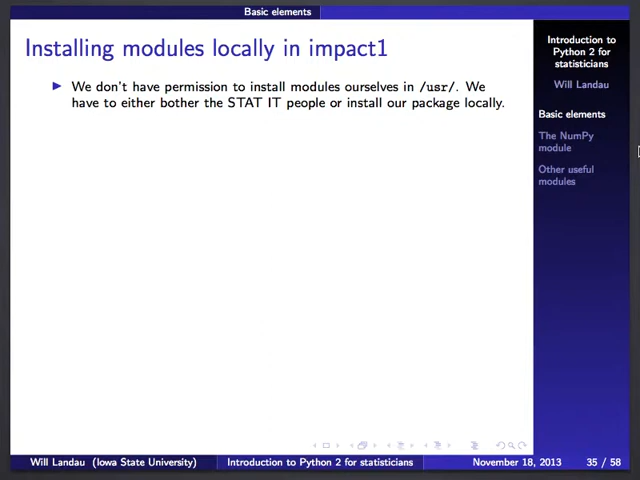 Basic elements
Installing modules locally in impact1
We don't have permission to install modules ourselves in /usr/. We
have to either bother the STAT IT people or install our package locally.
Introduction to
Python 2 for
statisticians
Will Landau
Basic elements
The NumPy
module
Other useful
modules
Will Landau (Iowa State University)
Introduction to Python 2 for statisticians
November 18, 2013
35 / 58